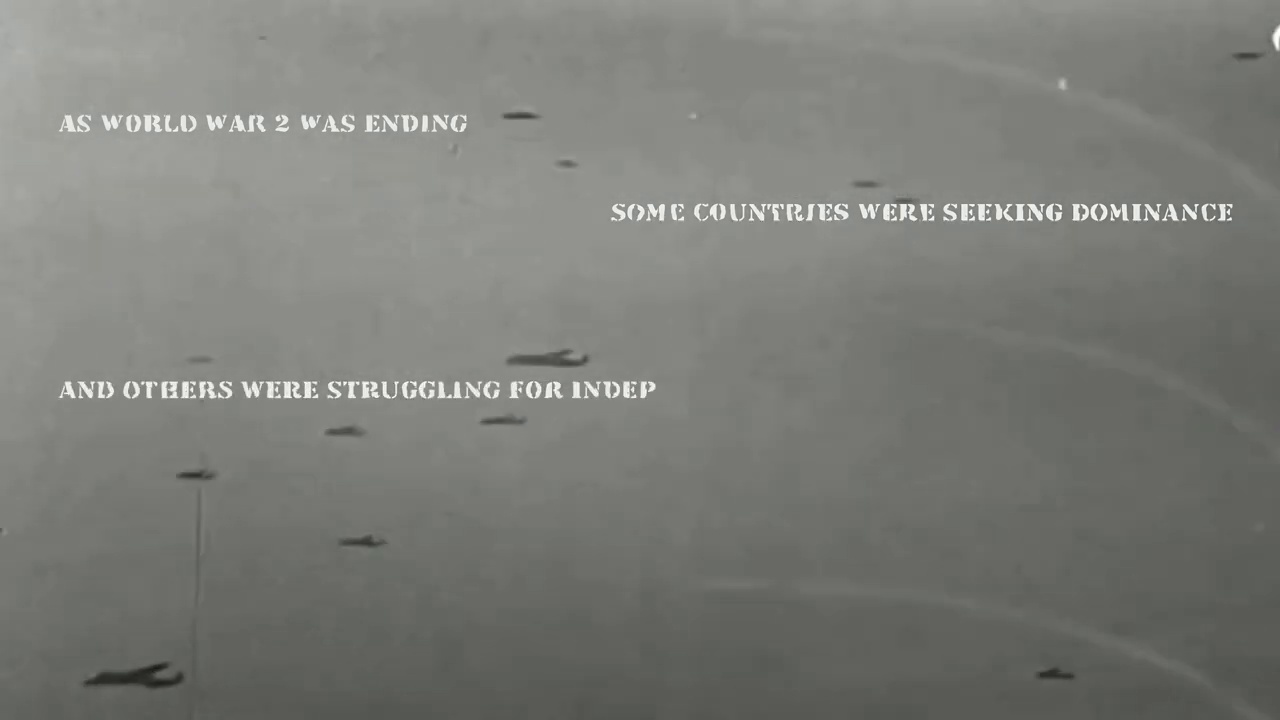 AS WORLD WAR 2 WAS ENDING
SOME COUNTRIES WERE SEEKING DOMINANCE
AND OTHERS WERE STRUGGLING FOR INDEP